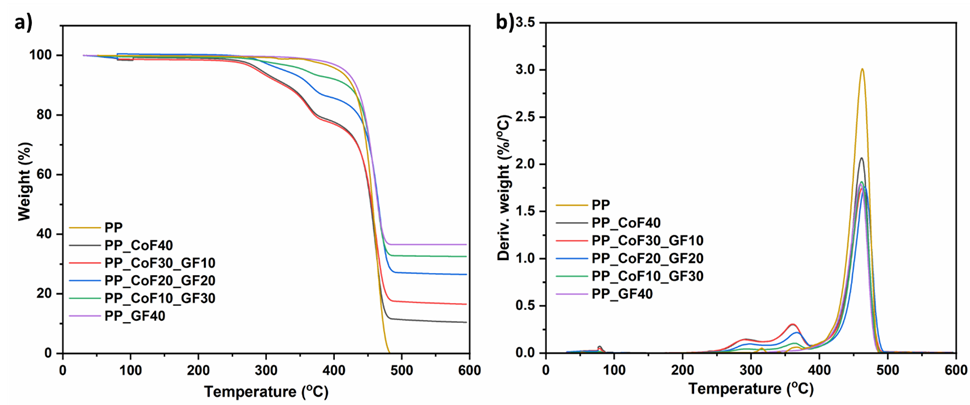 a)
100
80
60
40
20
0
Weight (%)
PP
PP_CoF40
PP_CoF30_GF10
PP_CoF20_GF20
PP_CoF10_GF30
PP_GF40
0 100 200 300 400 500 600
Temperature (°C)
b)
3.5
3.0
2.5
2.0
1.5
1.0
0.5
0.0
Deriv. weight (%/°C)
PP
PP_CoF40
PP_CoF30_GF10
PP_CoF20_GF20
PP_CoF10_GF30
PP_GF40
0 100 200 300 400 500 600
Temperature (°C)